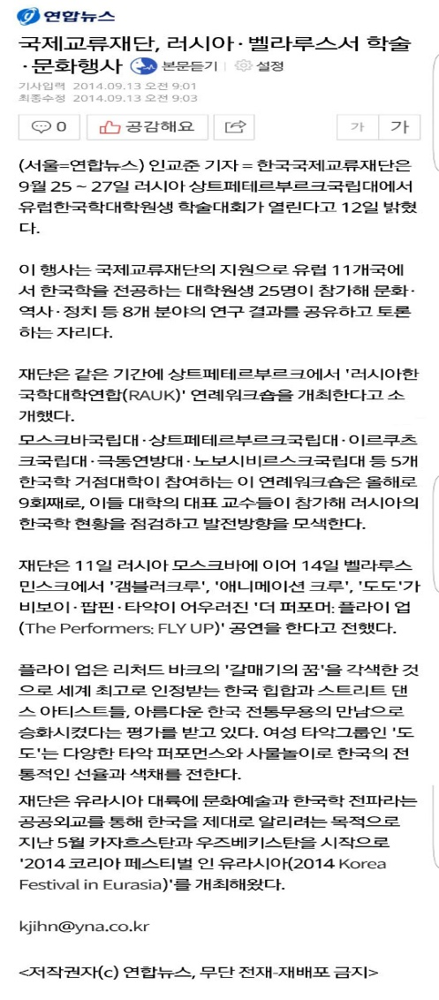 연합뉴스
국제교류재단, 러시아·벨라루스서 학술
·문화행사 본문듣기 | 설정
기사입력 2014.09.13 오전 9:01
최종수정 2014.09.13 오전 9:03
0 공감해요 가 가
(서울=연합뉴스) 인교준 기자 = 한국국제교류재단은
9월 25 ~ 27일 러시아 상트페테르부르크국립대에서
유럽한국학대학원생 학술대회가 열린다고 12일 밝혔
다.
이 행사는 국제교류재단의 지원으로 유럽 11개국에
서 한국학을 전공하는 대학원생 25명이 참가해 문화·
역사·정치 등 8개 분야의 연구 결과를 공유하고 토론
하는 자리다.
재단은 같은 기간에 상트페테르부르크에서 '러시아한
국학대학연합(RAUK)' 연례워크숍을 개최한다고 소
개했다.
모스크바국립대·상트페테르부르크국립대·이르쿠츠
크국립대·극동연방대·노보시비르스크국립대 등 5개
한국학 거점대학이 참여하는 이 연례워크숍은 올해로
9회째로, 이들 대학의 대표 교수들이 참가해 러시아의
한국학 현황을 점검하고 발전방향을 모색한다.
재단은 11일 러시아 모스크바에 이어 14일 벨라루스
민스크에서 '갬블러크루', '애니메이션 크루', '도도'가
비보이·팝핀·타악이 어우러진 '더 퍼포머: 플라이 업
(The Performers: FLY UP)' 공연을 한다고 전했다.
플라이 업은 리처드 바크의 '갈매기의 꿈'을 각색한 것
으로 세계 최고로 인정받는 한국 힙합과 스트리트 댄
스 아티스트들, 아름다운 한국 전통무용의 만남으로
승화시켰다는 평가를 받고 있다. 여성 타악그룹인 '도
도'는 다양한 타악 퍼포먼스와 사물놀이로 한국의 전
통적인 선율과 색채를 전한다.
재단은 유라시아 대륙에 문화예술과 한국학 전파라는
공공외교를 통해 한국을 제대로 알리려는 목적으로
지난 5월 카자흐스탄과 우즈베키스탄을 시작으로
'2014 코리아 페스티벌 인 유라시아(2014 Korea
Festival in Eurasia)'를 개최해왔다.
kjihn@yna.co.kr
<저작권자(c) 연합뉴스, 무단 전재-재배포 금지>